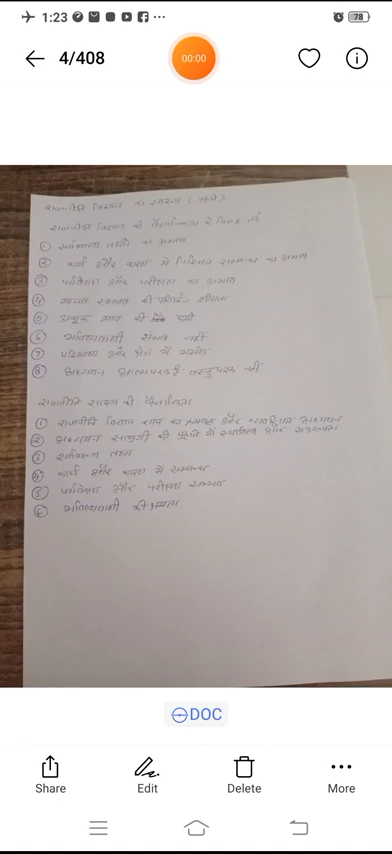 1:23
78
4/408
00:00
राजनीति विज्ञान का स्वरूप (प्रकृति)
राजनीति विज्ञान की वैज्ञानिकता के विरूद्ध तर्क
① सर्वमान्य तथ्यों का अभाव
② कार्य और कारण में निश्चित सम्बन्ध का अभाव
③ पर्यवेक्षण और परीक्षण का अभाव
④ मानव स्वभाव की परिवर्तनशीलता
⑤ अचूक माप की कमी
⑥ भविष्यवाणी संभव नहीं
⑦ परिभाषा और क्षेत्र में मतभेद
⑧ अध्ययन आत्मपरक है वस्तुपरक नहीं
राजनीति शास्त्र की वैज्ञानिकता
① राजनीति विज्ञान ज्ञान का क्रमबद्ध और व्यवस्थित अध्ययन
② अध्ययन सामग्री की प्रकृति में स्थायित्व और
③ सर्वमान्य तथ्य
④ कार्य और कारण में सम्बन्ध
⑤ पर्यवेक्षण और परीक्षण सम्भव
⑥ भविष्यवाणी की क्षमता
DOC
Share Edit Delete More